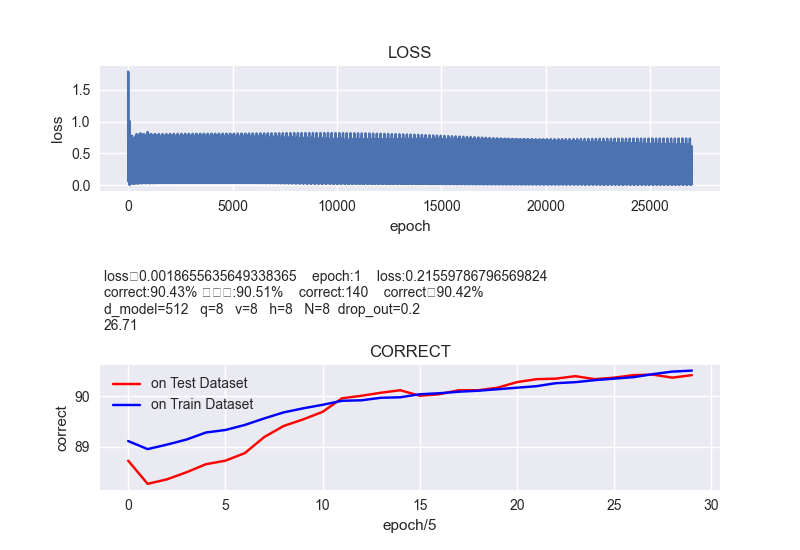 LOSS
1.5
1.0
0.5
0.0
loss
0 5000 10000 15000 20000 25000
epoch
loss□0.0018655635649338365 epoch:1 loss:0.21559786796569824
correct:90.43% □□□:90.51% correct:140 correct□90.42%
d_model=512 q=8 v=8 h=8 N=8 drop_out=0.2
26.71
CORRECT
on Test Dataset
on Train Dataset
90
89
correct
0 5 10 15 20 25 30
epoch/5